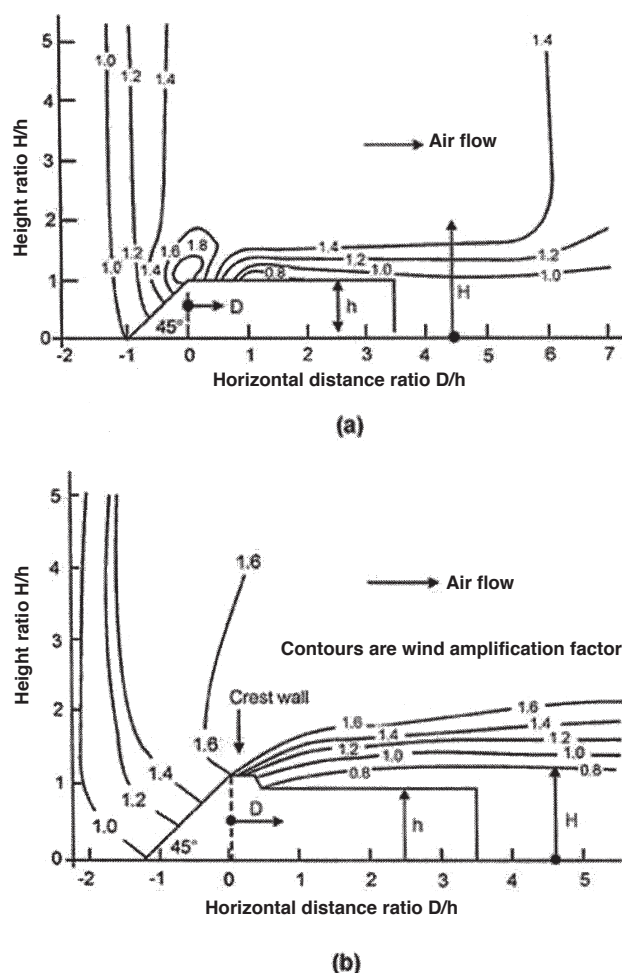 5
1.0
1.2
1.4
1.4
4
Air flow
3
Height ratio H/h
2
1.0
1.2
1.4
1.6
1.8
1.4
1.2
1.2
1
0.8
1.0
1.0
D
h
H
45°
0
-2 -1 0 1 2 3 4 5 6 7
Horizontal distance ratio D/h
(a)
5
4
1.6
Air flow
3
Height ratio H/h
Contours are wind amplification factor
Crest wall
2
1.6
1.6
1.6
1.4
1.4
1.2
1.2
1.4
1.0
1.0
1
0.8
0.8
1.2
1.0
D
h
H
45°
0
-2 -1 0 1 2 3 4 5
Horizontal distance ratio D/h
(b)